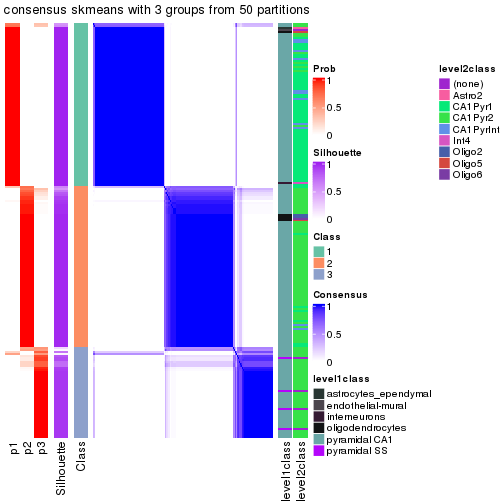 consensus skmeans with 3 groups from 50 partitions
Prob
1
0.5
0
Silhouette
1
0.5
0
Class
1
2
3
Consensus
1
0.5
0
level1class
astrocytes_ependymal
endothelial-mural
interneurons
oligodendrocytes
pyramidal CA1
pyramidal SS
level2class
(none)
Astro2
CA1Pyr1
CA1Pyr2
CA1PyrInt
Int4
Oligo2
Oligo5
Oligo6
p1
p2
p3
Silhouette
Class
level1class
level2class